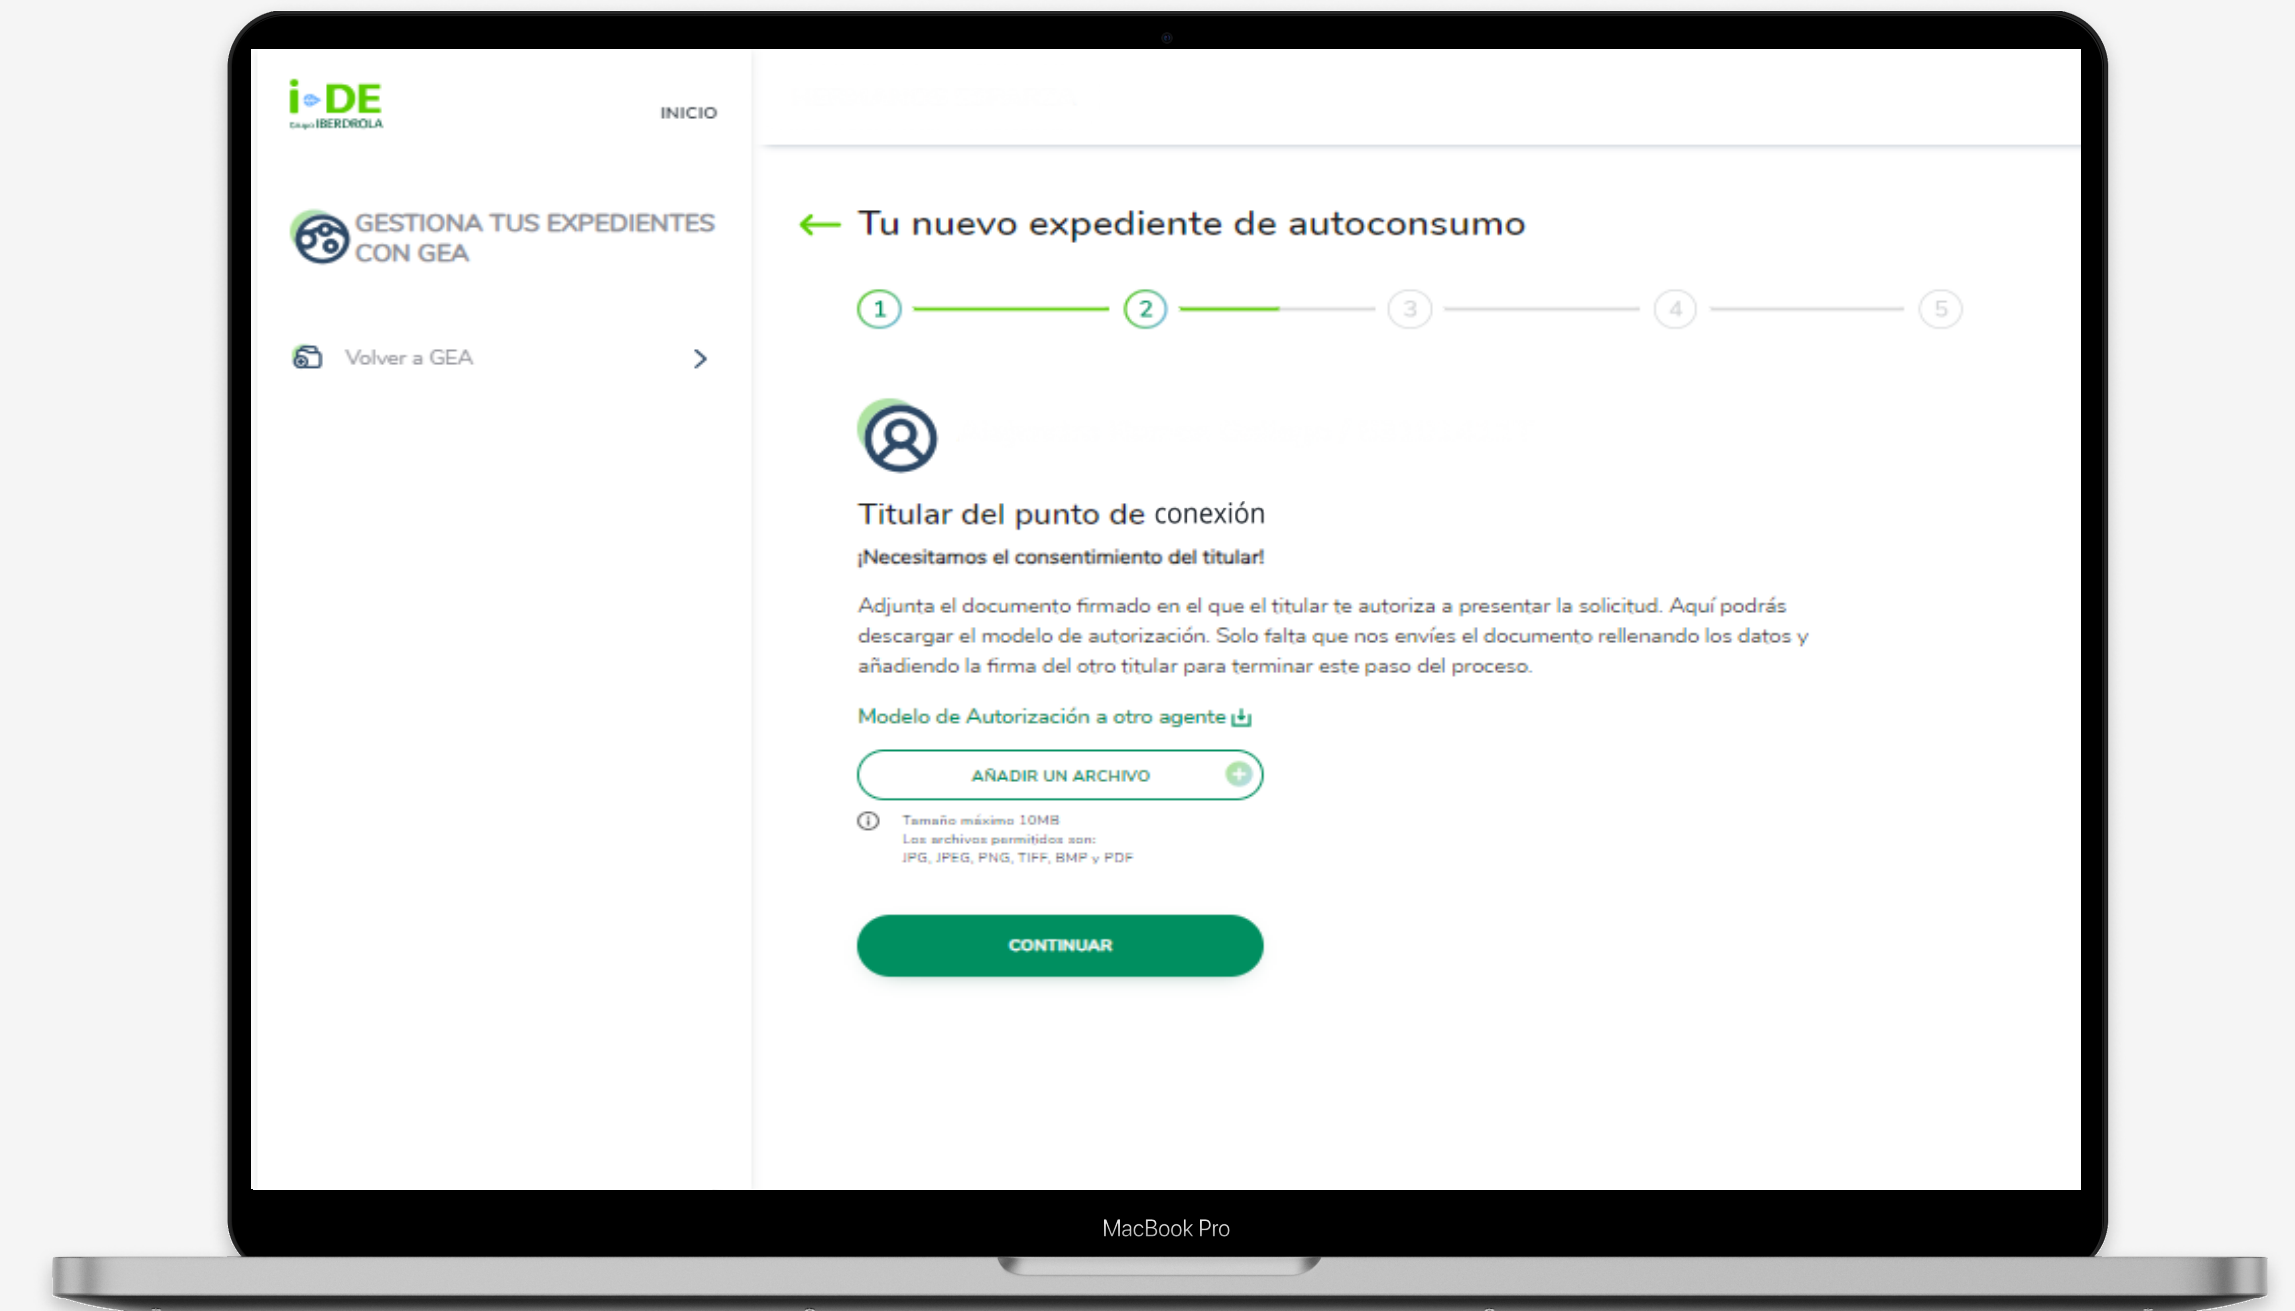 i-DE
Grupo IBERDROLA
INICIO
GESTIONA TUS EXPEDIENTES
CON GEA
Volver a GEA
Tu nuevo expediente de autoconsumo
1
2
3
4
5
Titular del punto de conexión
¡Necesitamos el consentimiento del titular!
Adjunta el documento firmado en el que el titular te autoriza a presentar la solicitud. Aquí podrás
descargar el modelo de autorización. Solo falta que nos envíes el documento rellenando los datos y
añadiendo la firma del otro titular para terminar este paso del proceso.
Modelo de Autorización a otro agente
AÑADIR UN ARCHIVO
Tamaño máximo 10MB
Los archivos permitidos son:
JPG, JPEG, PNG, TIFF, BMP y PDF
CONTINUAR
MacBook Pro